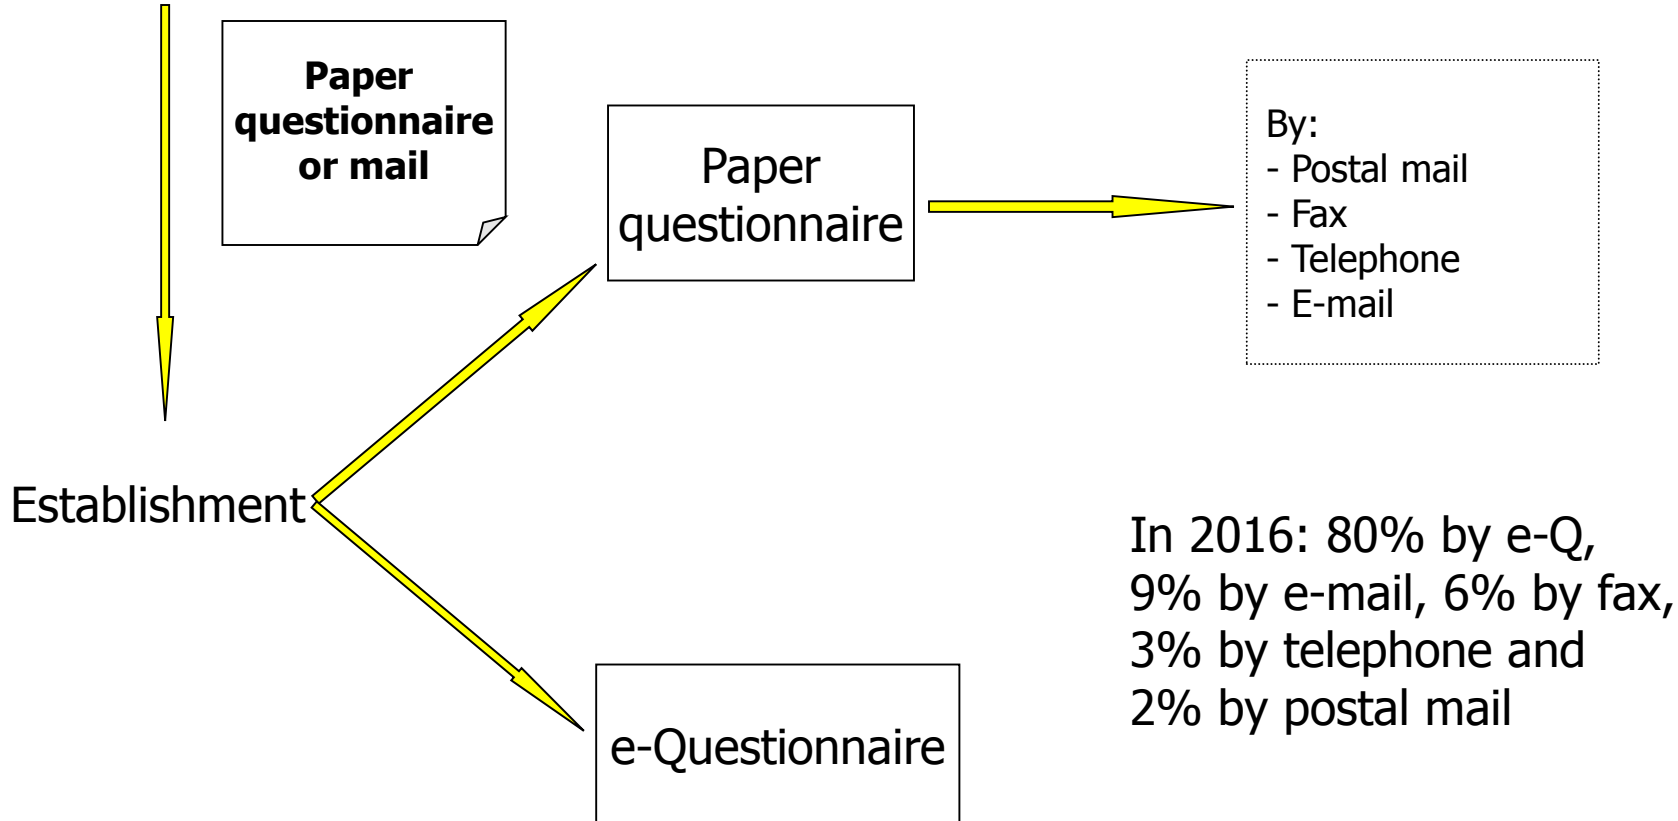 Paper
questionnaire
or mail
Paper
questionnaire
By:
- Postal mail
- Fax
- Telephone
- E-mail
Establishment
In 2016: 80% by e-Q,
9% by e-mail, 6% by fax,
3% by telephone and
2% by postal mail
e-Questionnaire